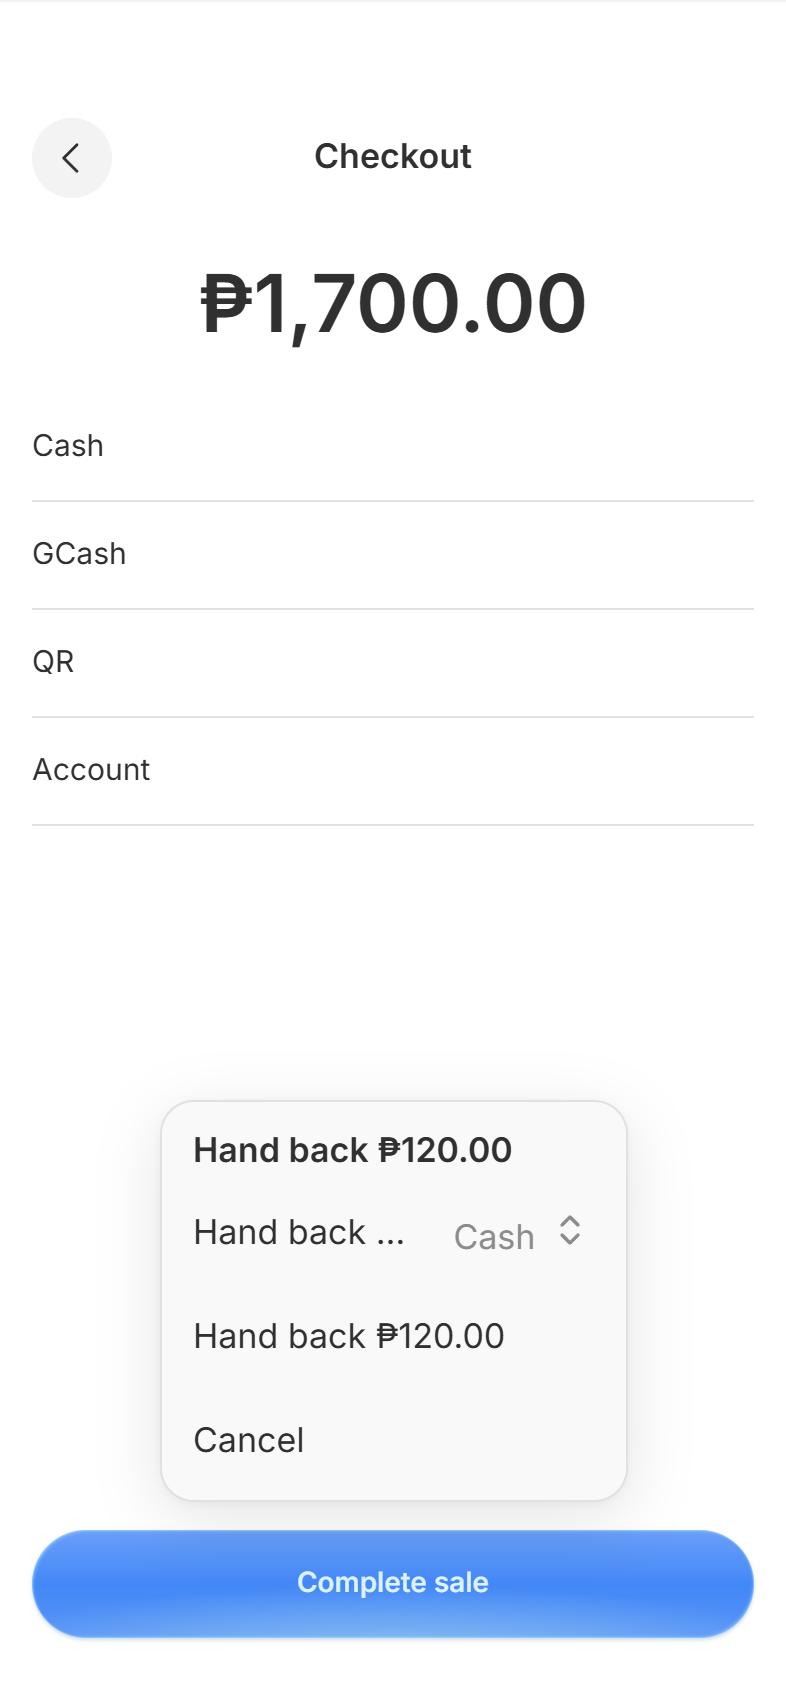 Checkout
₱1,700.00
Cash
GCash
QR
Account
Hand back ₱120.00
Hand back ... Cash
Hand back ₱120.00
Cancel
Complete sale